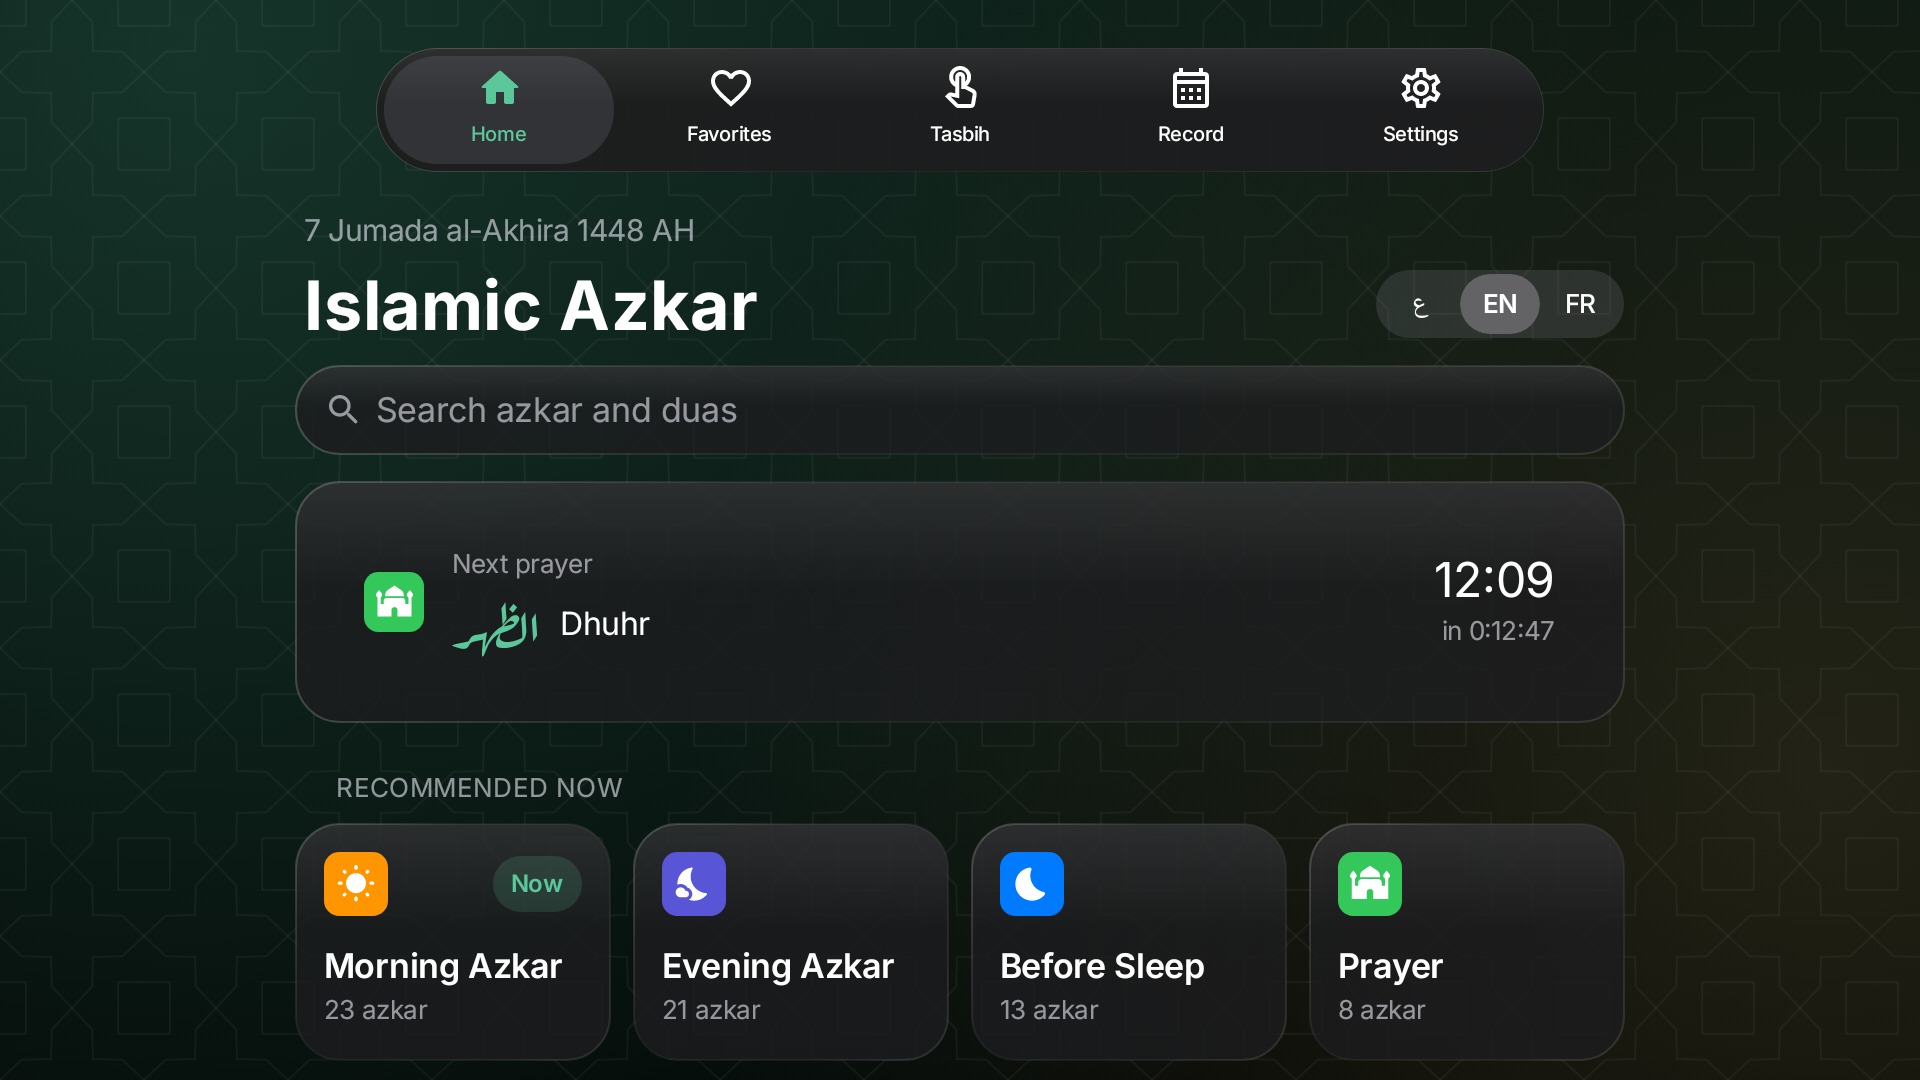 Home
Favorites
Tasbih
Record
Settings
7 Jumada al-Akhira 1448 AH
Islamic Azkar
ع
EN
FR
Search azkar and duas
Next prayer
الظهر Dhuhr
12:09
in 0:12:47
RECOMMENDED NOW
Now
Morning Azkar
23 azkar
Evening Azkar
21 azkar
Before Sleep
13 azkar
Prayer
8 azkar